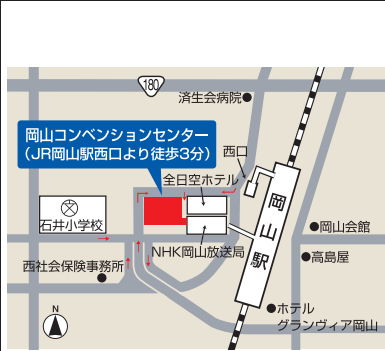 180
済生会病院
岡山コンベンションセンター
(JR岡山駅西口より徒歩3分)
西口
全日空ホテル
石井小学校
岡山駅
岡山会館
NHK岡山放送局
高島屋
西社会保険事務所
ホテル
グランヴィア岡山
N